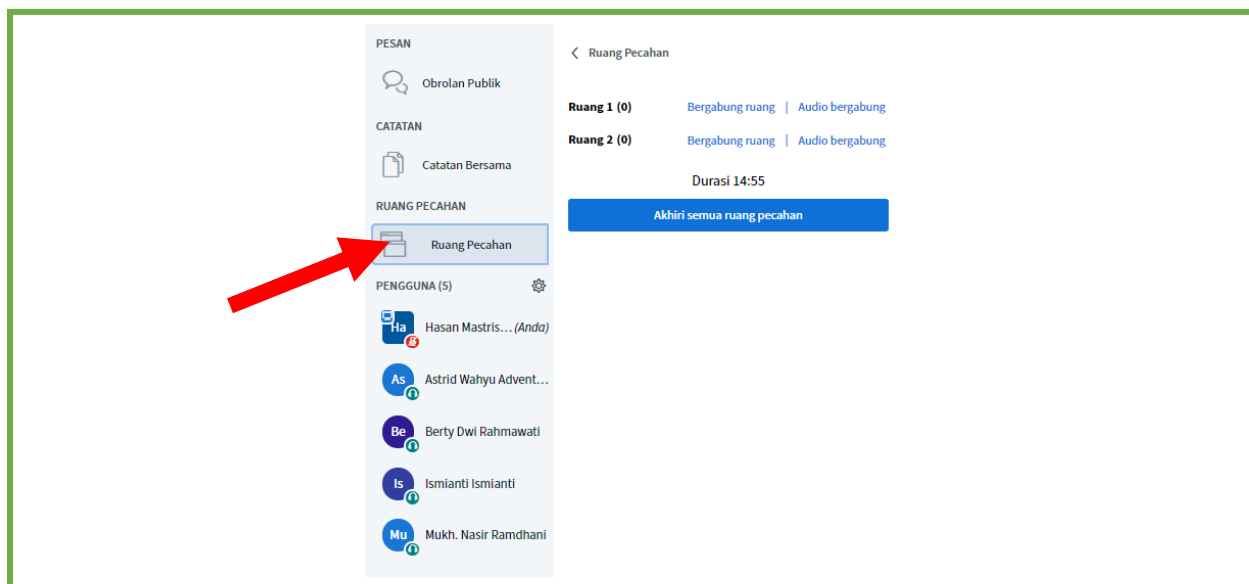 PESAN
Obrolan Publik
CATATAN
Catatan Bersama
RUANG PECAHAN
Ruang Pecahan
PENGGUNA (5)
Ha
Hasan Mastris... (Anda)
As
Astrid Wahyu Advent...
Be
Berty Dwi Rahmawati
Is
Ismianti Ismianti
Mu
Mukh. Nasir Ramdhani
Ruang Pecahan
Ruang 1 (0) Bergabung ruang | Audio bergabung
Ruang 2 (0) Bergabung ruang | Audio bergabung
Durasi 14:55
Akhiri semua ruang pecahan